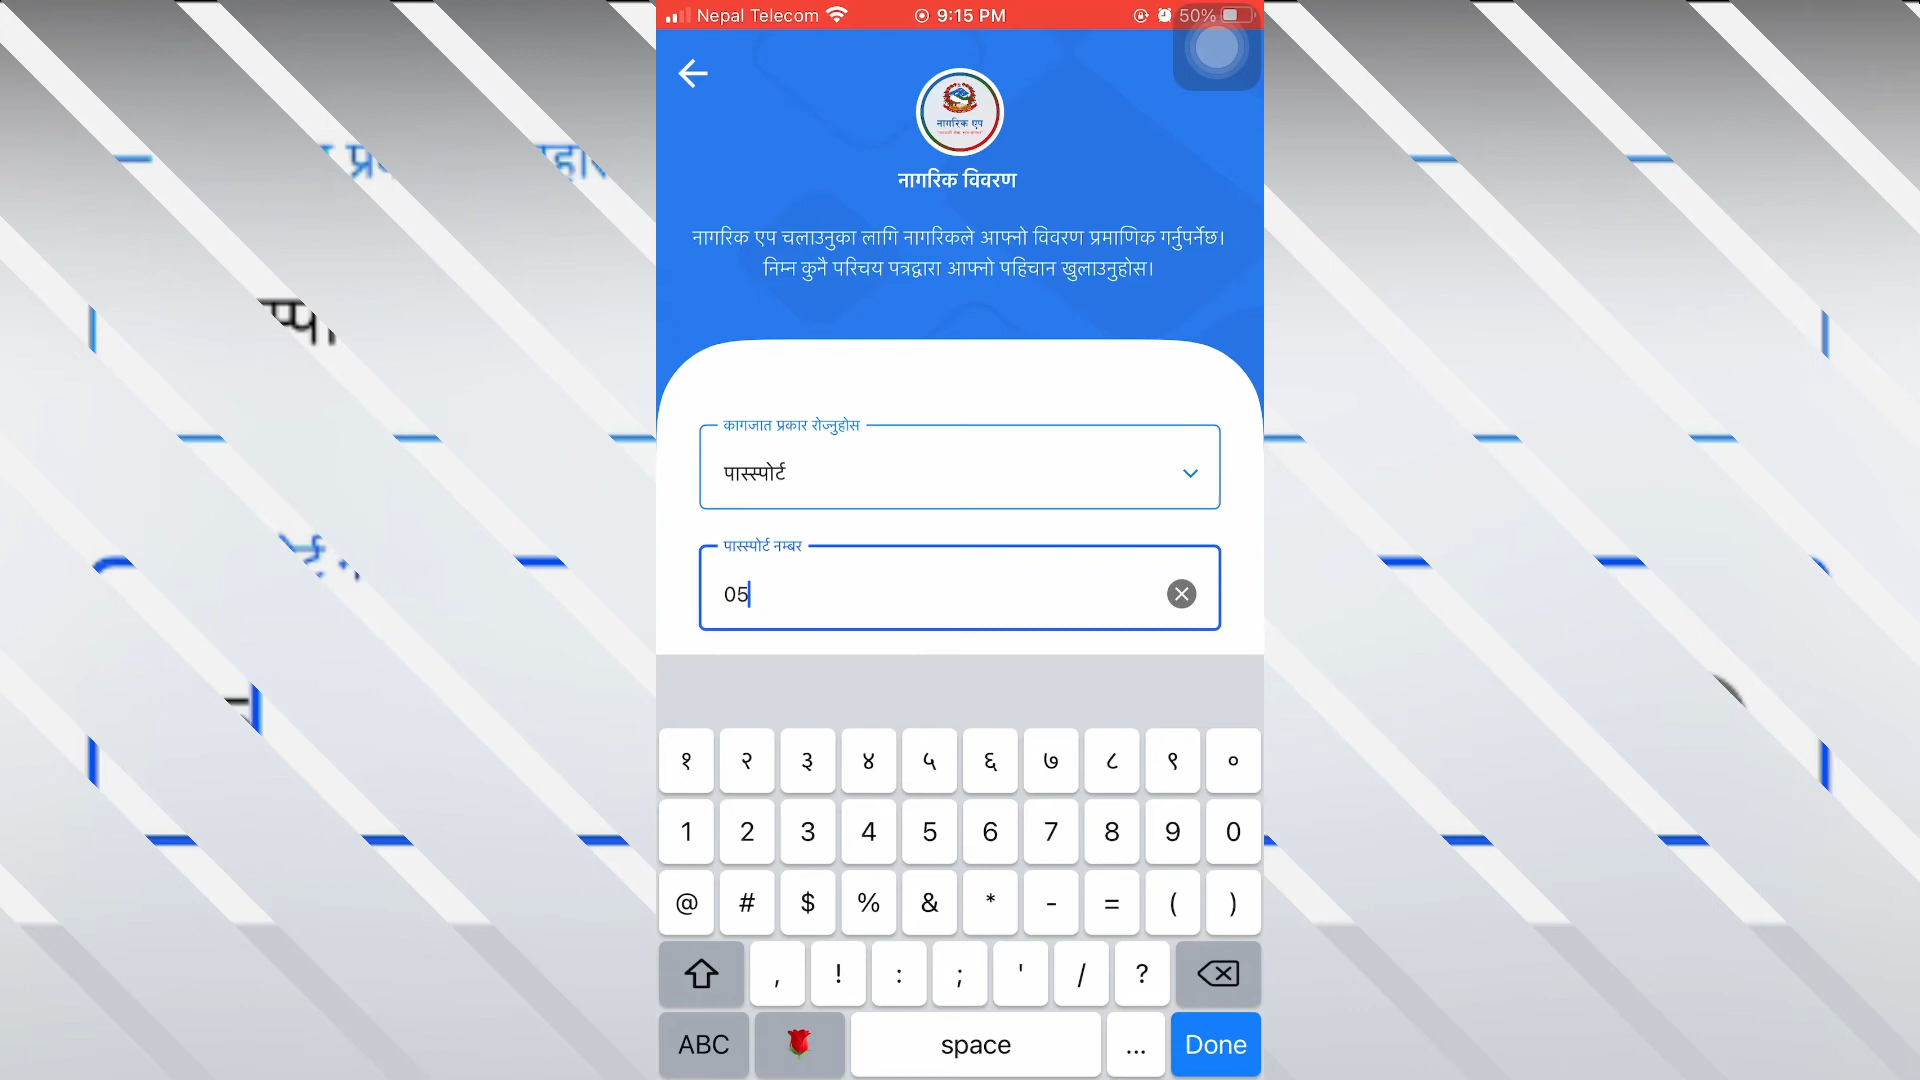 Nepal Telecom 9:15 PM 50%
नागरिक एप
नागरिक विवरण
नागरिक एप चलाउनुका लागि नागरिकले आफ्नो विवरण प्रमाणिक गर्नुपर्नेछ।
निम्न कुनै परिचय पत्रद्वारा आफ्नो पहिचान खुलाउनुहोस।
कागजात प्रकार रोज्नुहोस
पास्स्पोर्ट
पास्स्पोर्ट नम्बर
05
१ २ ३ ४ ५ ६ ७ ८ ९ ०
1 2 3 4 5 6 7 8 9 0
@ # $ % & * - = ( )
, ! : ; ' / ?
ABC space ... Done